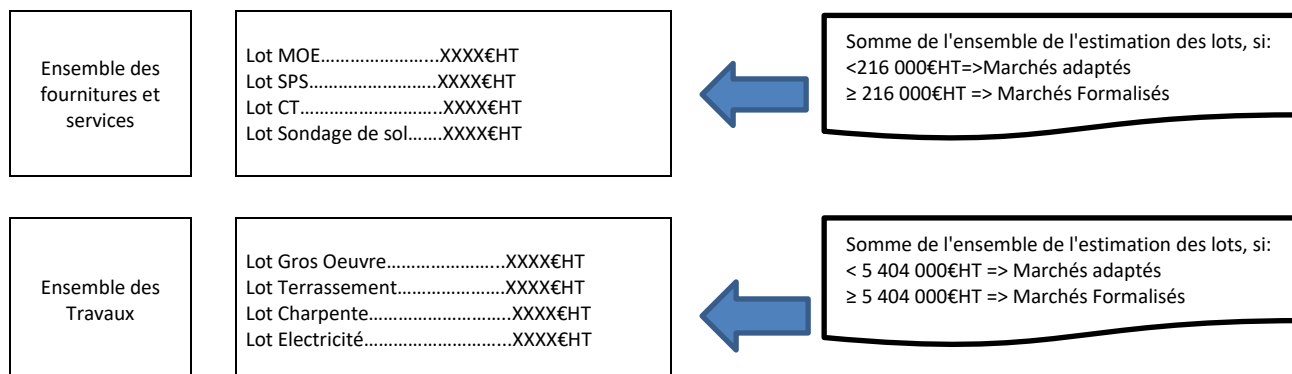 Ensemble des
fournitures et
services
Lot MOE…………………...XXXX€HT
Lot SPS……………………..XXXX€HT
Lot CT……………………….XXXX€HT
Lot Sondage de sol…….XXXX€HT
Somme de l'ensemble de l'estimation des lots, si:
<216 000€HT=>Marchés adaptés
≥ 216 000€HT => Marchés Formalisés
Ensemble des
Travaux
Lot Gros Oeuvre…………………...XXXX€HT
Lot Terrassement………………….XXXX€HT
Lot Charpente………………………..XXXX€HT
Lot Electricité………………………...XXXX€HT
Somme de l'ensemble de l'estimation des lots, si:
< 5 404 000€HT => Marchés adaptés
≥ 5 404 000€HT => Marchés Formalisés